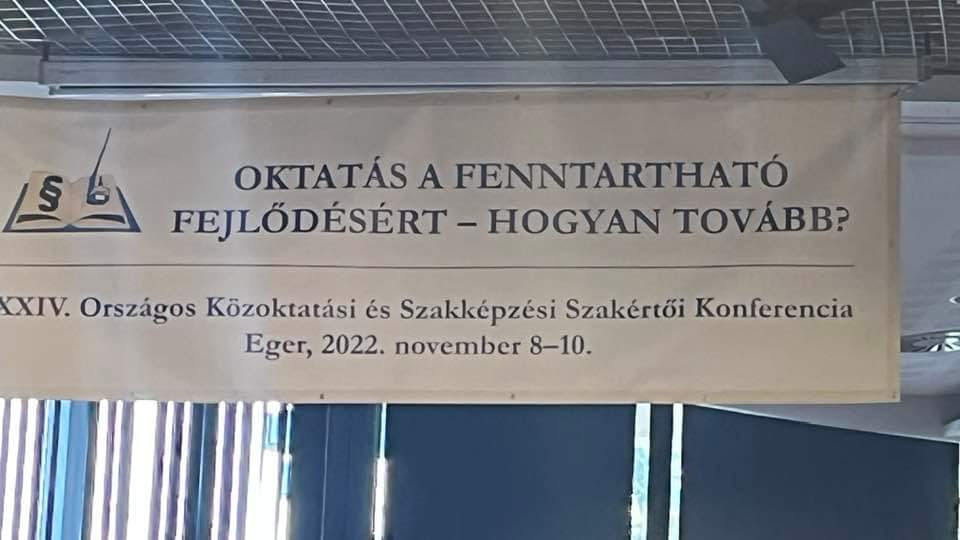 §
OKTATÁS A FENNTARTHATÓ
FEJLŐDÉSÉRT – HOGYAN TOVÁBB?
XXIV. Országos Közoktatási és Szakképzési Szakértői Konferencia
Eger, 2022. november 8–10.